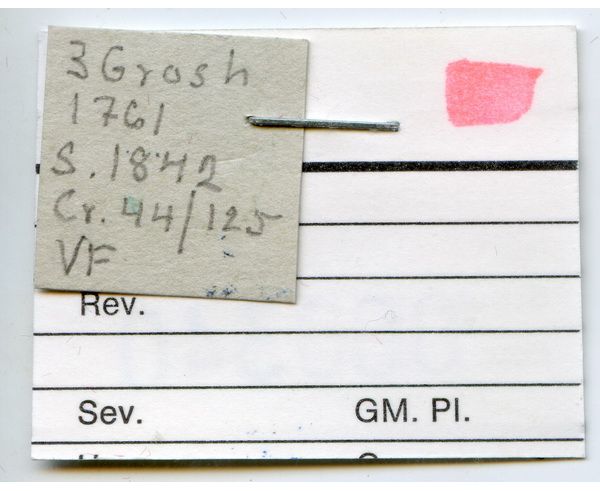 3 Grosh
1761
S. 1842
Cr. 44/125
VF
Rev.
Sev.
GM. Pl.